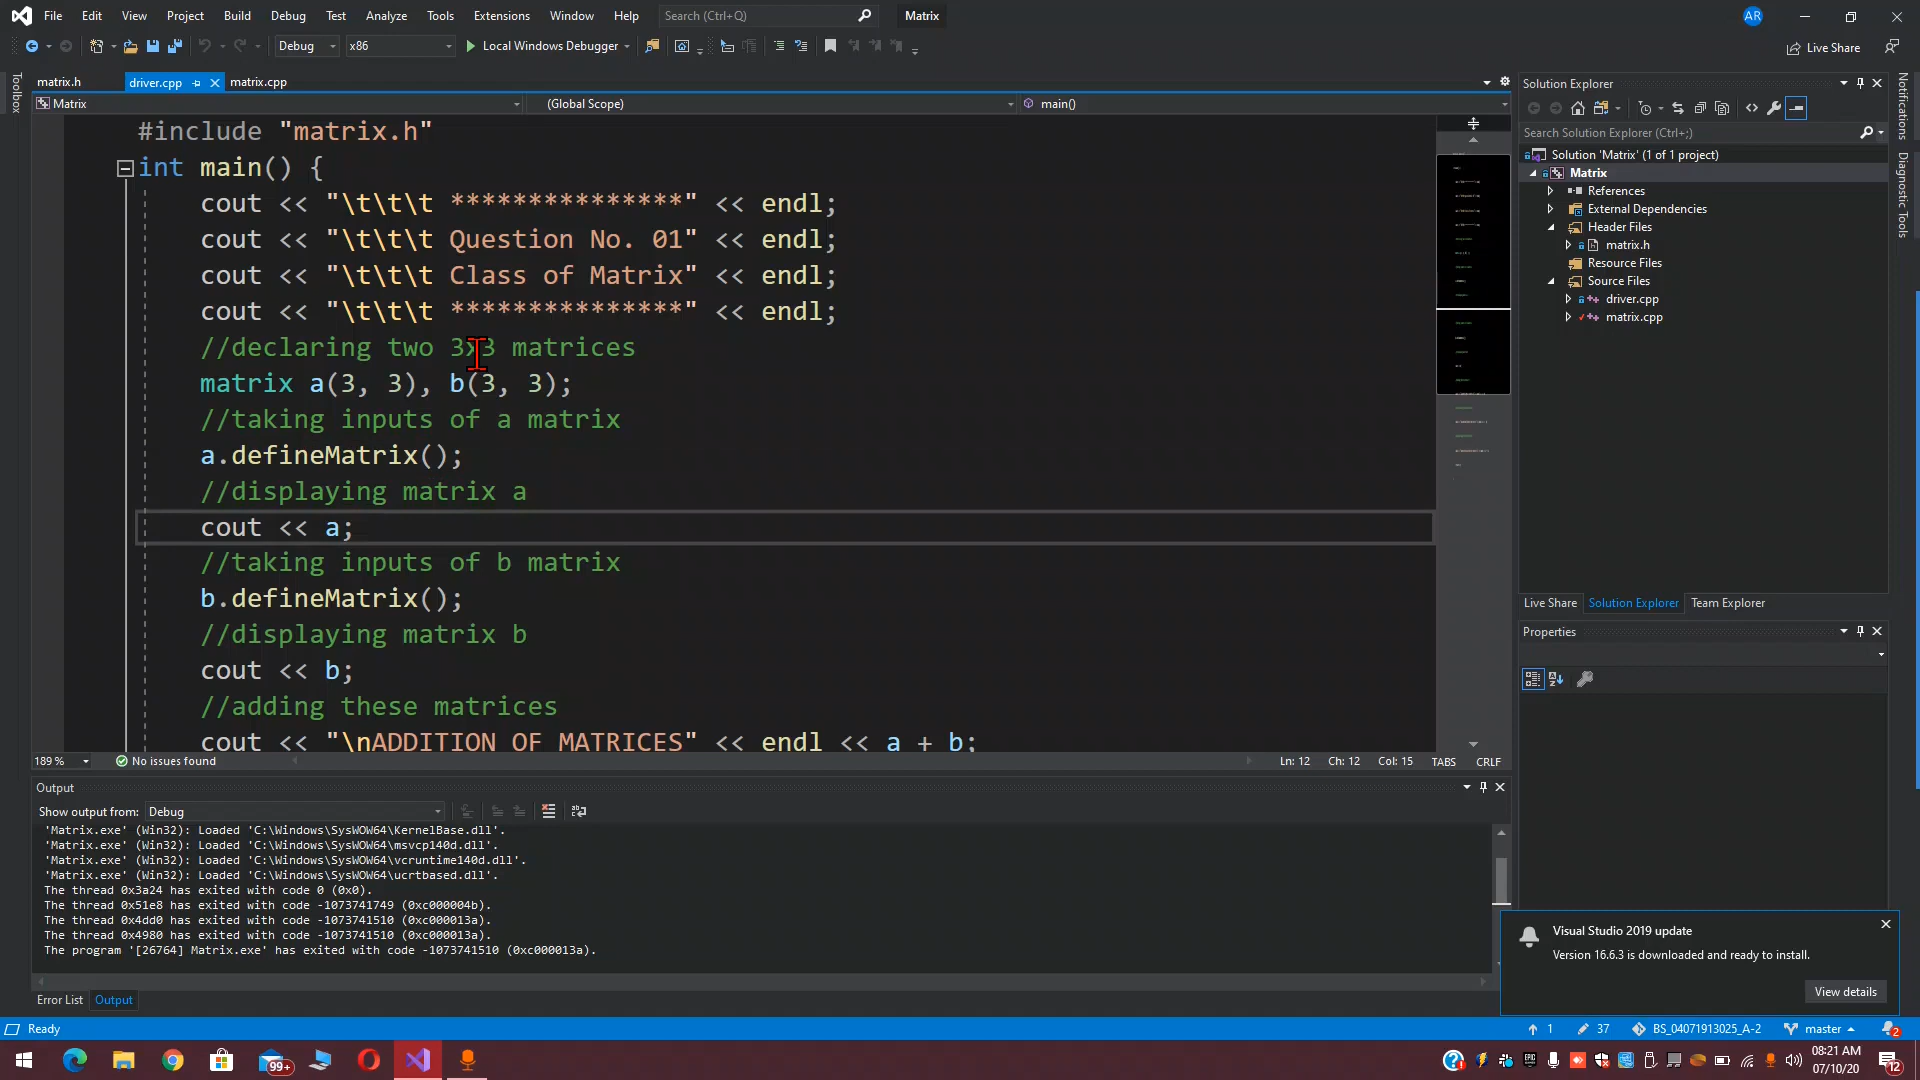 File Edit View Project Build Debug Test Analyze Tools Extensions Window Help Search (Ctrl+Q) Matrix AR
Debug x86 Local Windows Debugger Live Share
Toolbox
matrix.h driver.cpp matrix.cpp
Matrix (Global Scope) main()
#include "matrix.h"
int main() {
cout << "\t\t\t ***************" << endl;
cout << "\t\t\t Question No. 01" << endl;
cout << "\t\t\t Class of Matrix" << endl;
cout << "\t\t\t ***************" << endl;
//declaring two 3x3 matrices
matrix a(3, 3), b(3, 3);
//taking inputs of a matrix
a.defineMatrix();
//displaying matrix a
cout << a;
//taking inputs of b matrix
b.defineMatrix();
//displaying matrix b
cout << b;
//adding these matrices
cout << "\nADDITION OF MATRICES" << endl << a + b;
189 % No issues found Ln: 12 Ch: 12 Col: 15 TABS CRLF
Output
Show output from: Debug
'Matrix.exe' (Win32): Loaded 'C:\Windows\SysWOW64\KernelBase.dll'.
'Matrix.exe' (Win32): Loaded 'C:\Windows\SysWOW64\msvcp140d.dll'.
'Matrix.exe' (Win32): Loaded 'C:\Windows\SysWOW64\vcruntime140d.dll'.
'Matrix.exe' (Win32): Loaded 'C:\Windows\SysWOW64\ucrtbased.dll'.
The thread 0x3a24 has exited with code 0 (0x0).
The thread 0x51e8 has exited with code -1073741749 (0xc000004b).
The thread 0x4dd0 has exited with code -1073741510 (0xc000013a).
The thread 0x4980 has exited with code -1073741510 (0xc000013a).
The program '[26764] Matrix.exe' has exited with code -1073741510 (0xc000013a).
Error List Output
Solution Explorer
Search Solution Explorer (Ctrl+;)
Solution 'Matrix' (1 of 1 project)
Matrix
References
External Dependencies
Header Files
matrix.h
Resource Files
Source Files
driver.cpp
matrix.cpp
Live Share Solution Explorer Team Explorer
Properties
Notifications
Diagnostic Tools
Visual Studio 2019 update
Version 16.6.3 is downloaded and ready to install.
View details
Ready 1 37 BS_04071913025_A-2 master 2
99+ 08:21 AM
07/10/20 12